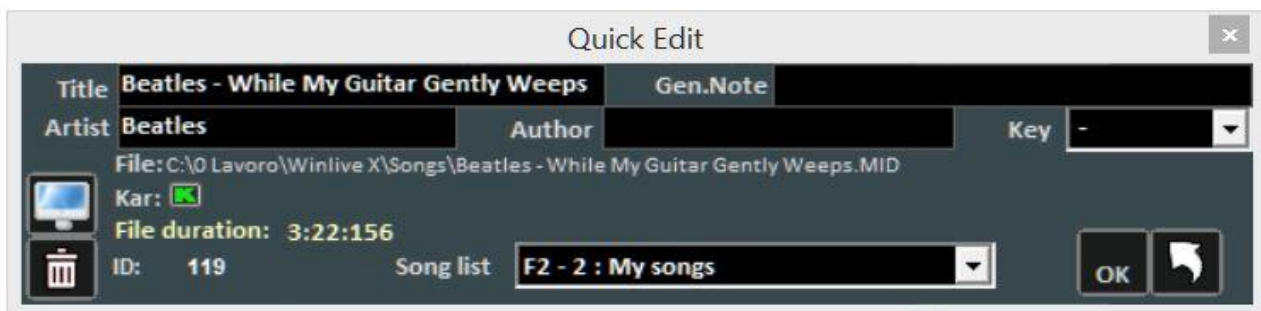 Quick Edit
Title Beatles - While My Guitar Gently Weeps Gen.Note
Artist Beatles Author Key -
File: C:\0 Lavoro\Winlive X\Songs\Beatles - While My Guitar Gently Weeps.MID
Kar: K
File duration: 3:22:156
ID: 119 Song list F2 - 2 : My songs
OK